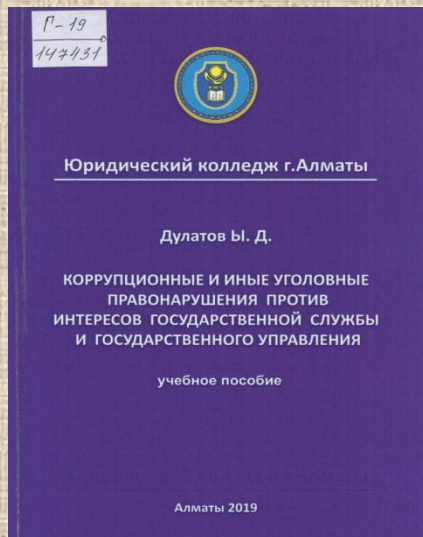 П-19
147431
Юридический колледж г.Алматы
Дулатов Ы. Д.
КОРРУПЦИОННЫЕ И ИНЫЕ УГОЛОВНЫЕ
ПРАВОНАРУШЕНИЯ ПРОТИВ
ИНТЕРЕСОВ ГОСУДАРСТВЕННОЙ СЛУЖБЫ
И ГОСУДАРСТВЕННОГО УПРАВЛЕНИЯ
учебное пособие
Алматы 2019